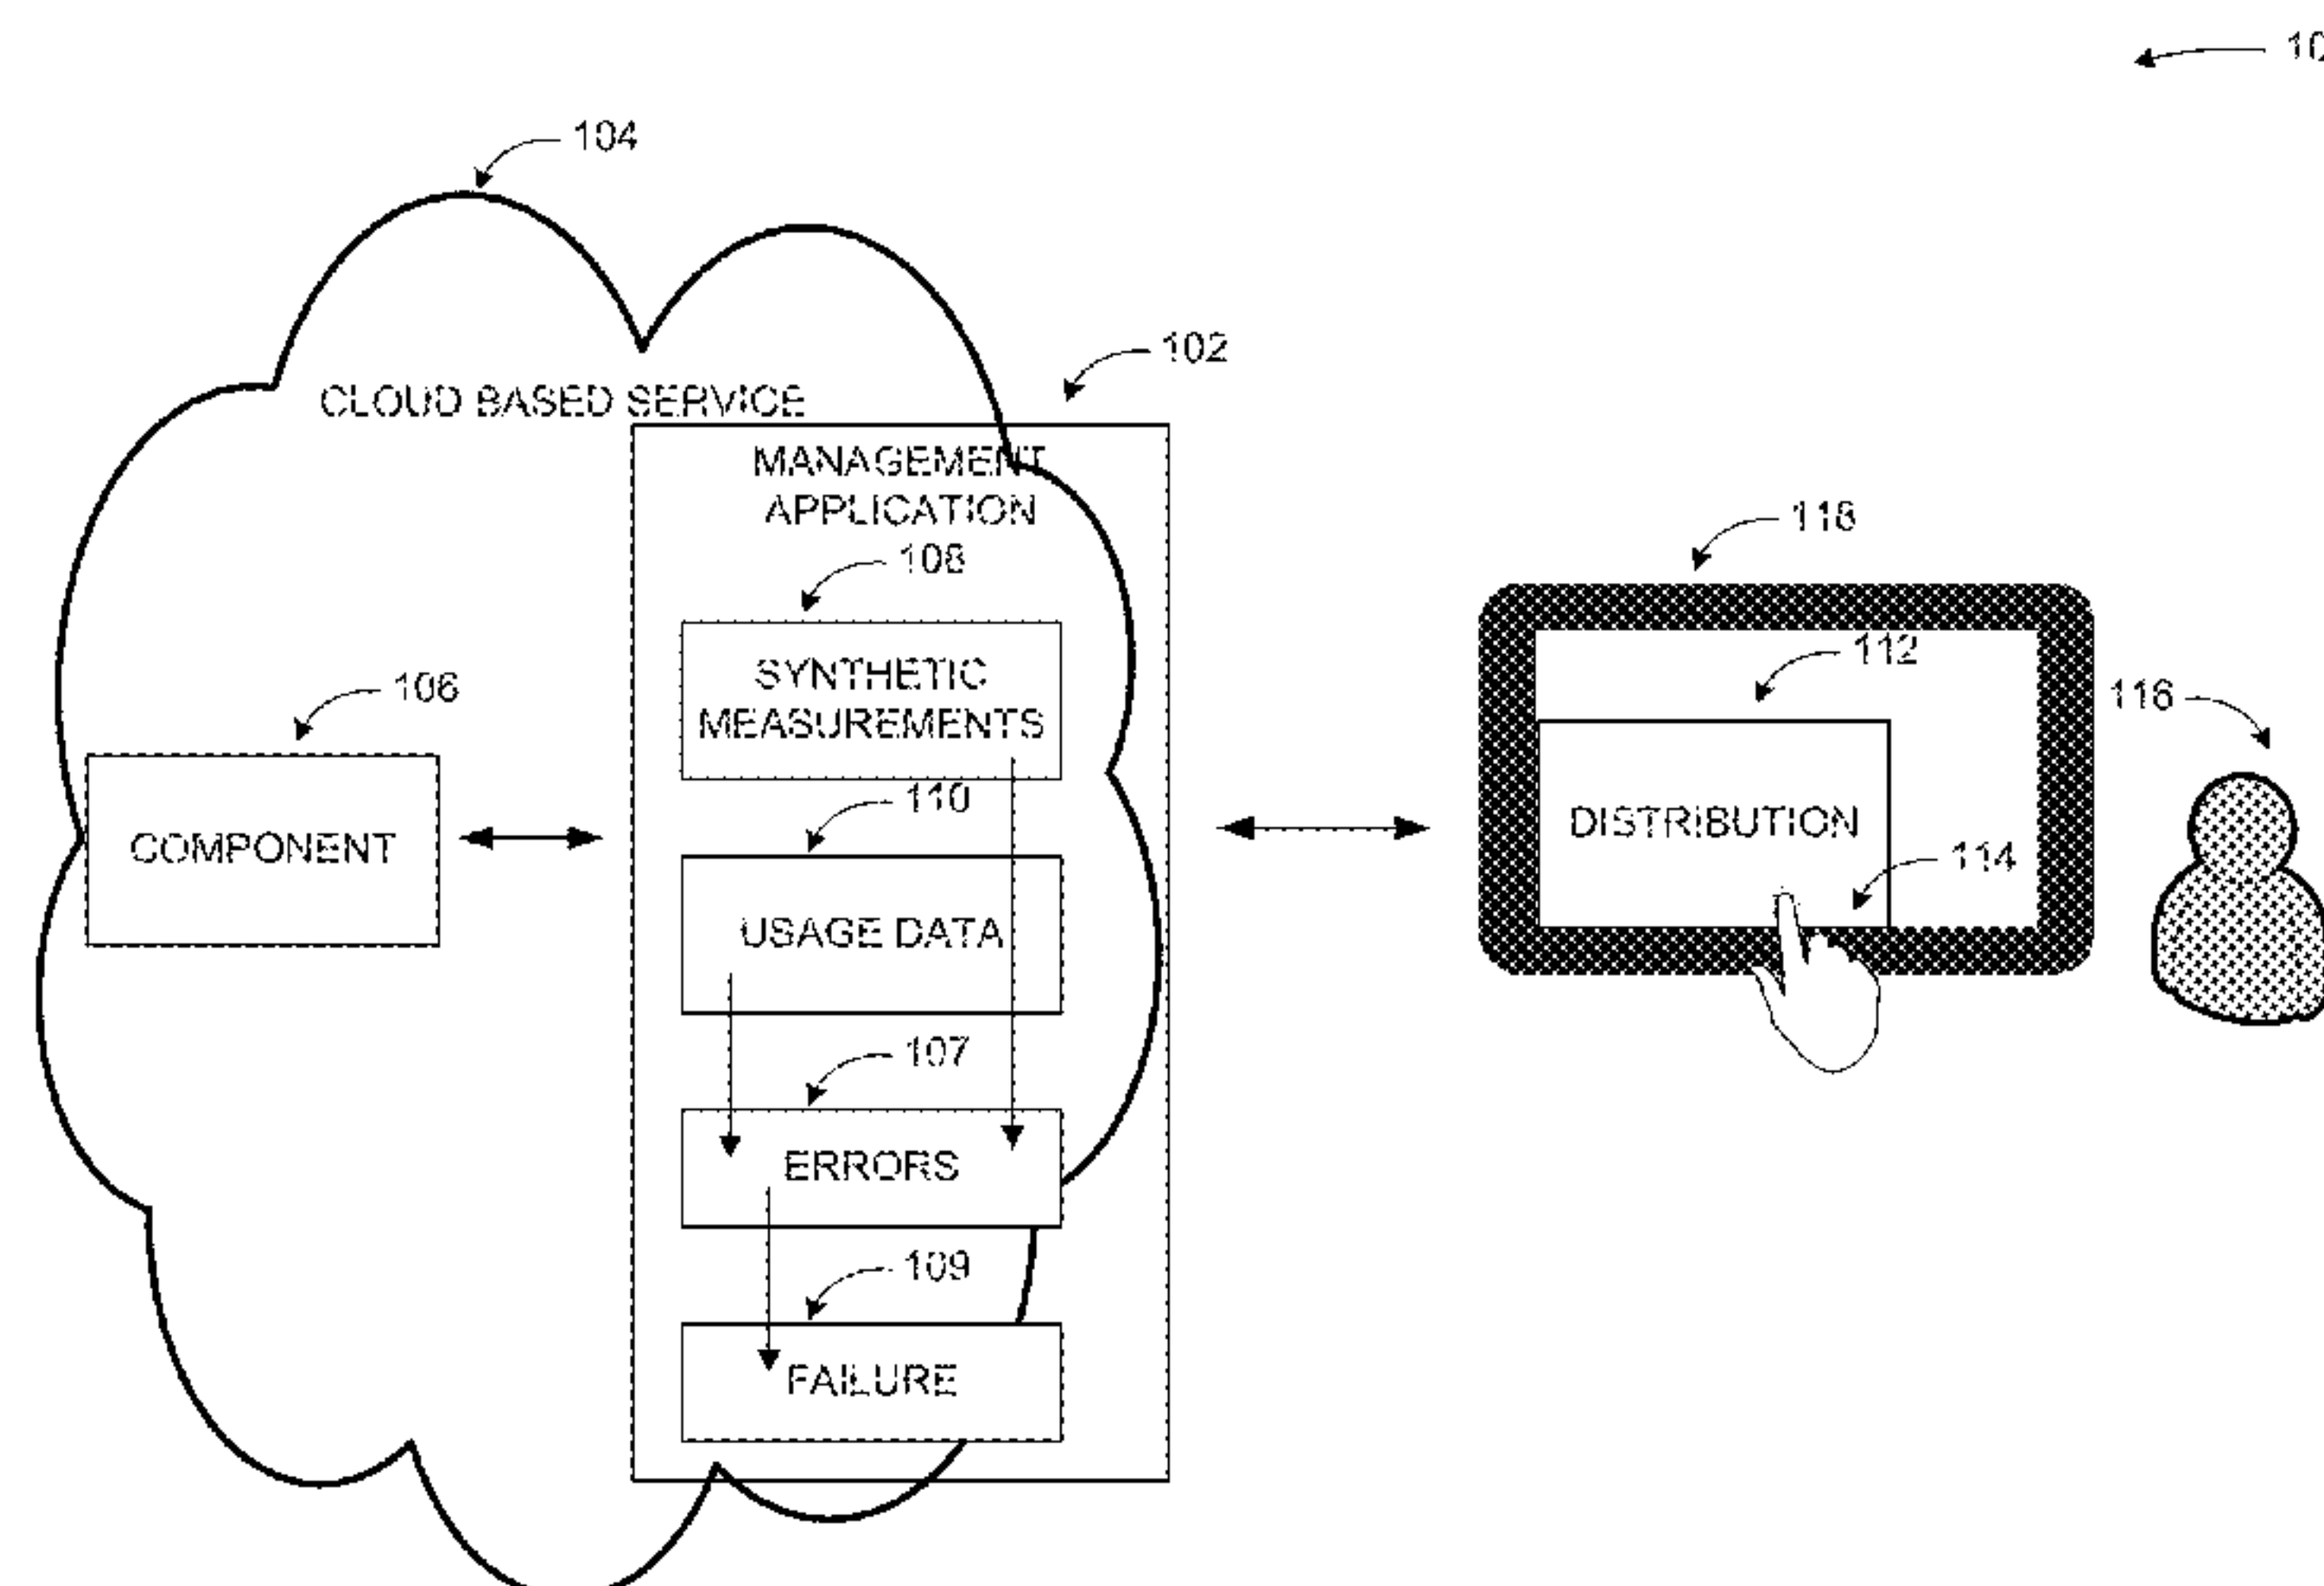 10
104
102
CLOUD BASED SERVICE
MANAGEMENT
APPLICATION
108
118
SYNTHETIC
MEASUREMENTS
112
106
116
110
COMPONENT
DISTRIBUTION
114
USAGE DATA
107
ERRORS
109
FAILURE